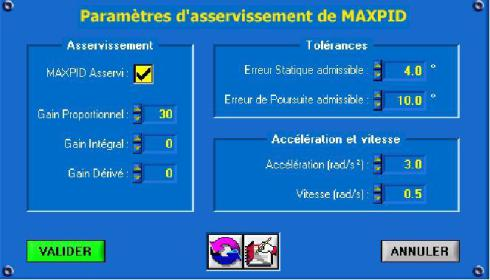 Paramètres d'asservissement de MAXPID
Asservissement
MAXPID Asservi :
Gain Proportionnel : 30
Gain Intégral : 0
Gain Dérivé : 0
Tolérances
Erreur Statique admissible : 4.0 °
Erreur de Poursuite admissible : 10.0 °
Accélération et vitesse
Accélération (rad/s²) : 3.0
Vitesse (rad/s) : 0.5
VALIDER
ANNULER